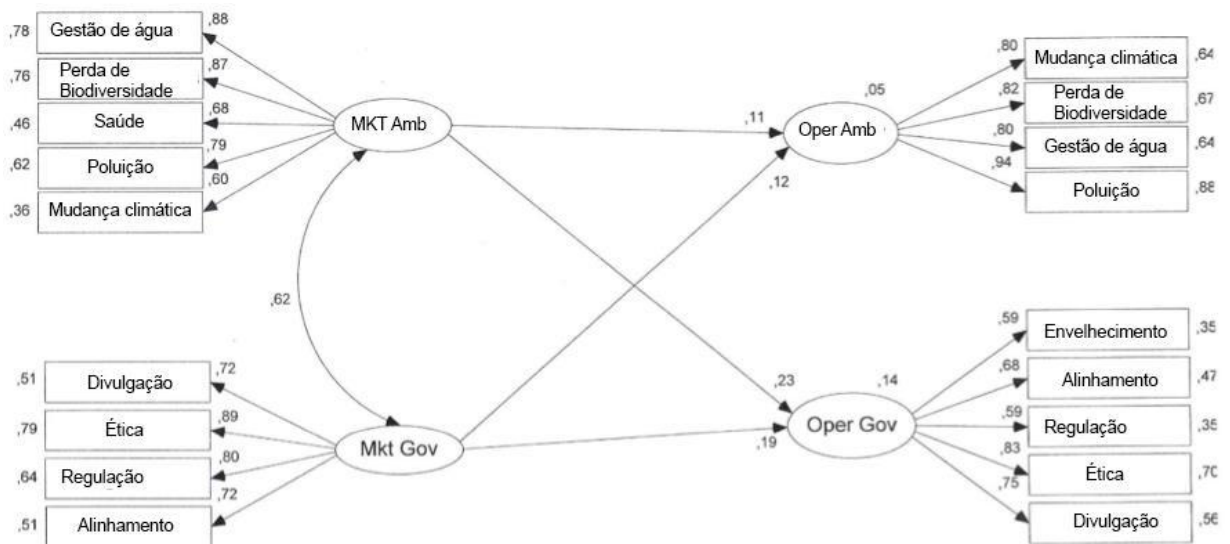 ,78
Gestão de água
,88
,76
Perda de
Biodiversidade
,87
,46
Saúde
,68
,62
Poluição
,79
,36
Mudança climática
,60
MKT Amb
,62
,51
Divulgação
,72
,79
Ética
,89
,64
Regulação
,80
,51
Alinhamento
,72
Mkt Gov
,11
,12
,05
Oper Amb
,80
Mudança climática
,64
,82
Perda de
Biodiversidade
,67
,80
Gestão de água
,64
,94
Poluição
,88
,23
,19
,14
Oper Gov
,59
Envelhecimento
,35
,68
Alinhamento
,47
,59
Regulação
,35
,83
Ética
,70
,75
Divulgação
,56